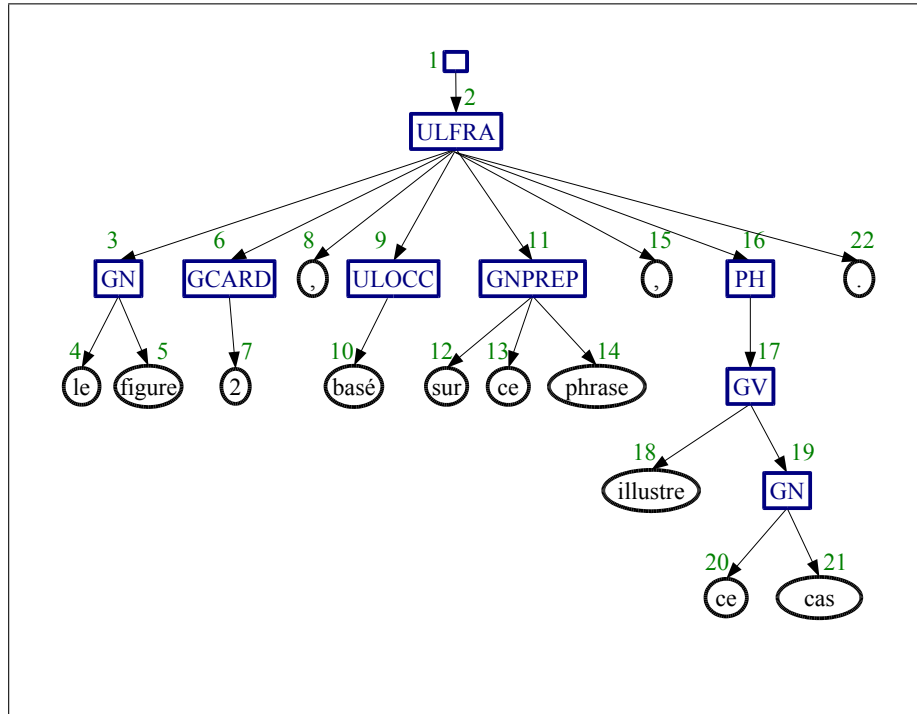 1
2
ULFRA
3 6 8 9 11 15 16 22
GN GCARD , ULOCC GNPREP , PH .
4 5 7 10 12 13 14 17
le figure 2 basé sur ce phrase GV
18 19
illustre GN
20 21
ce cas